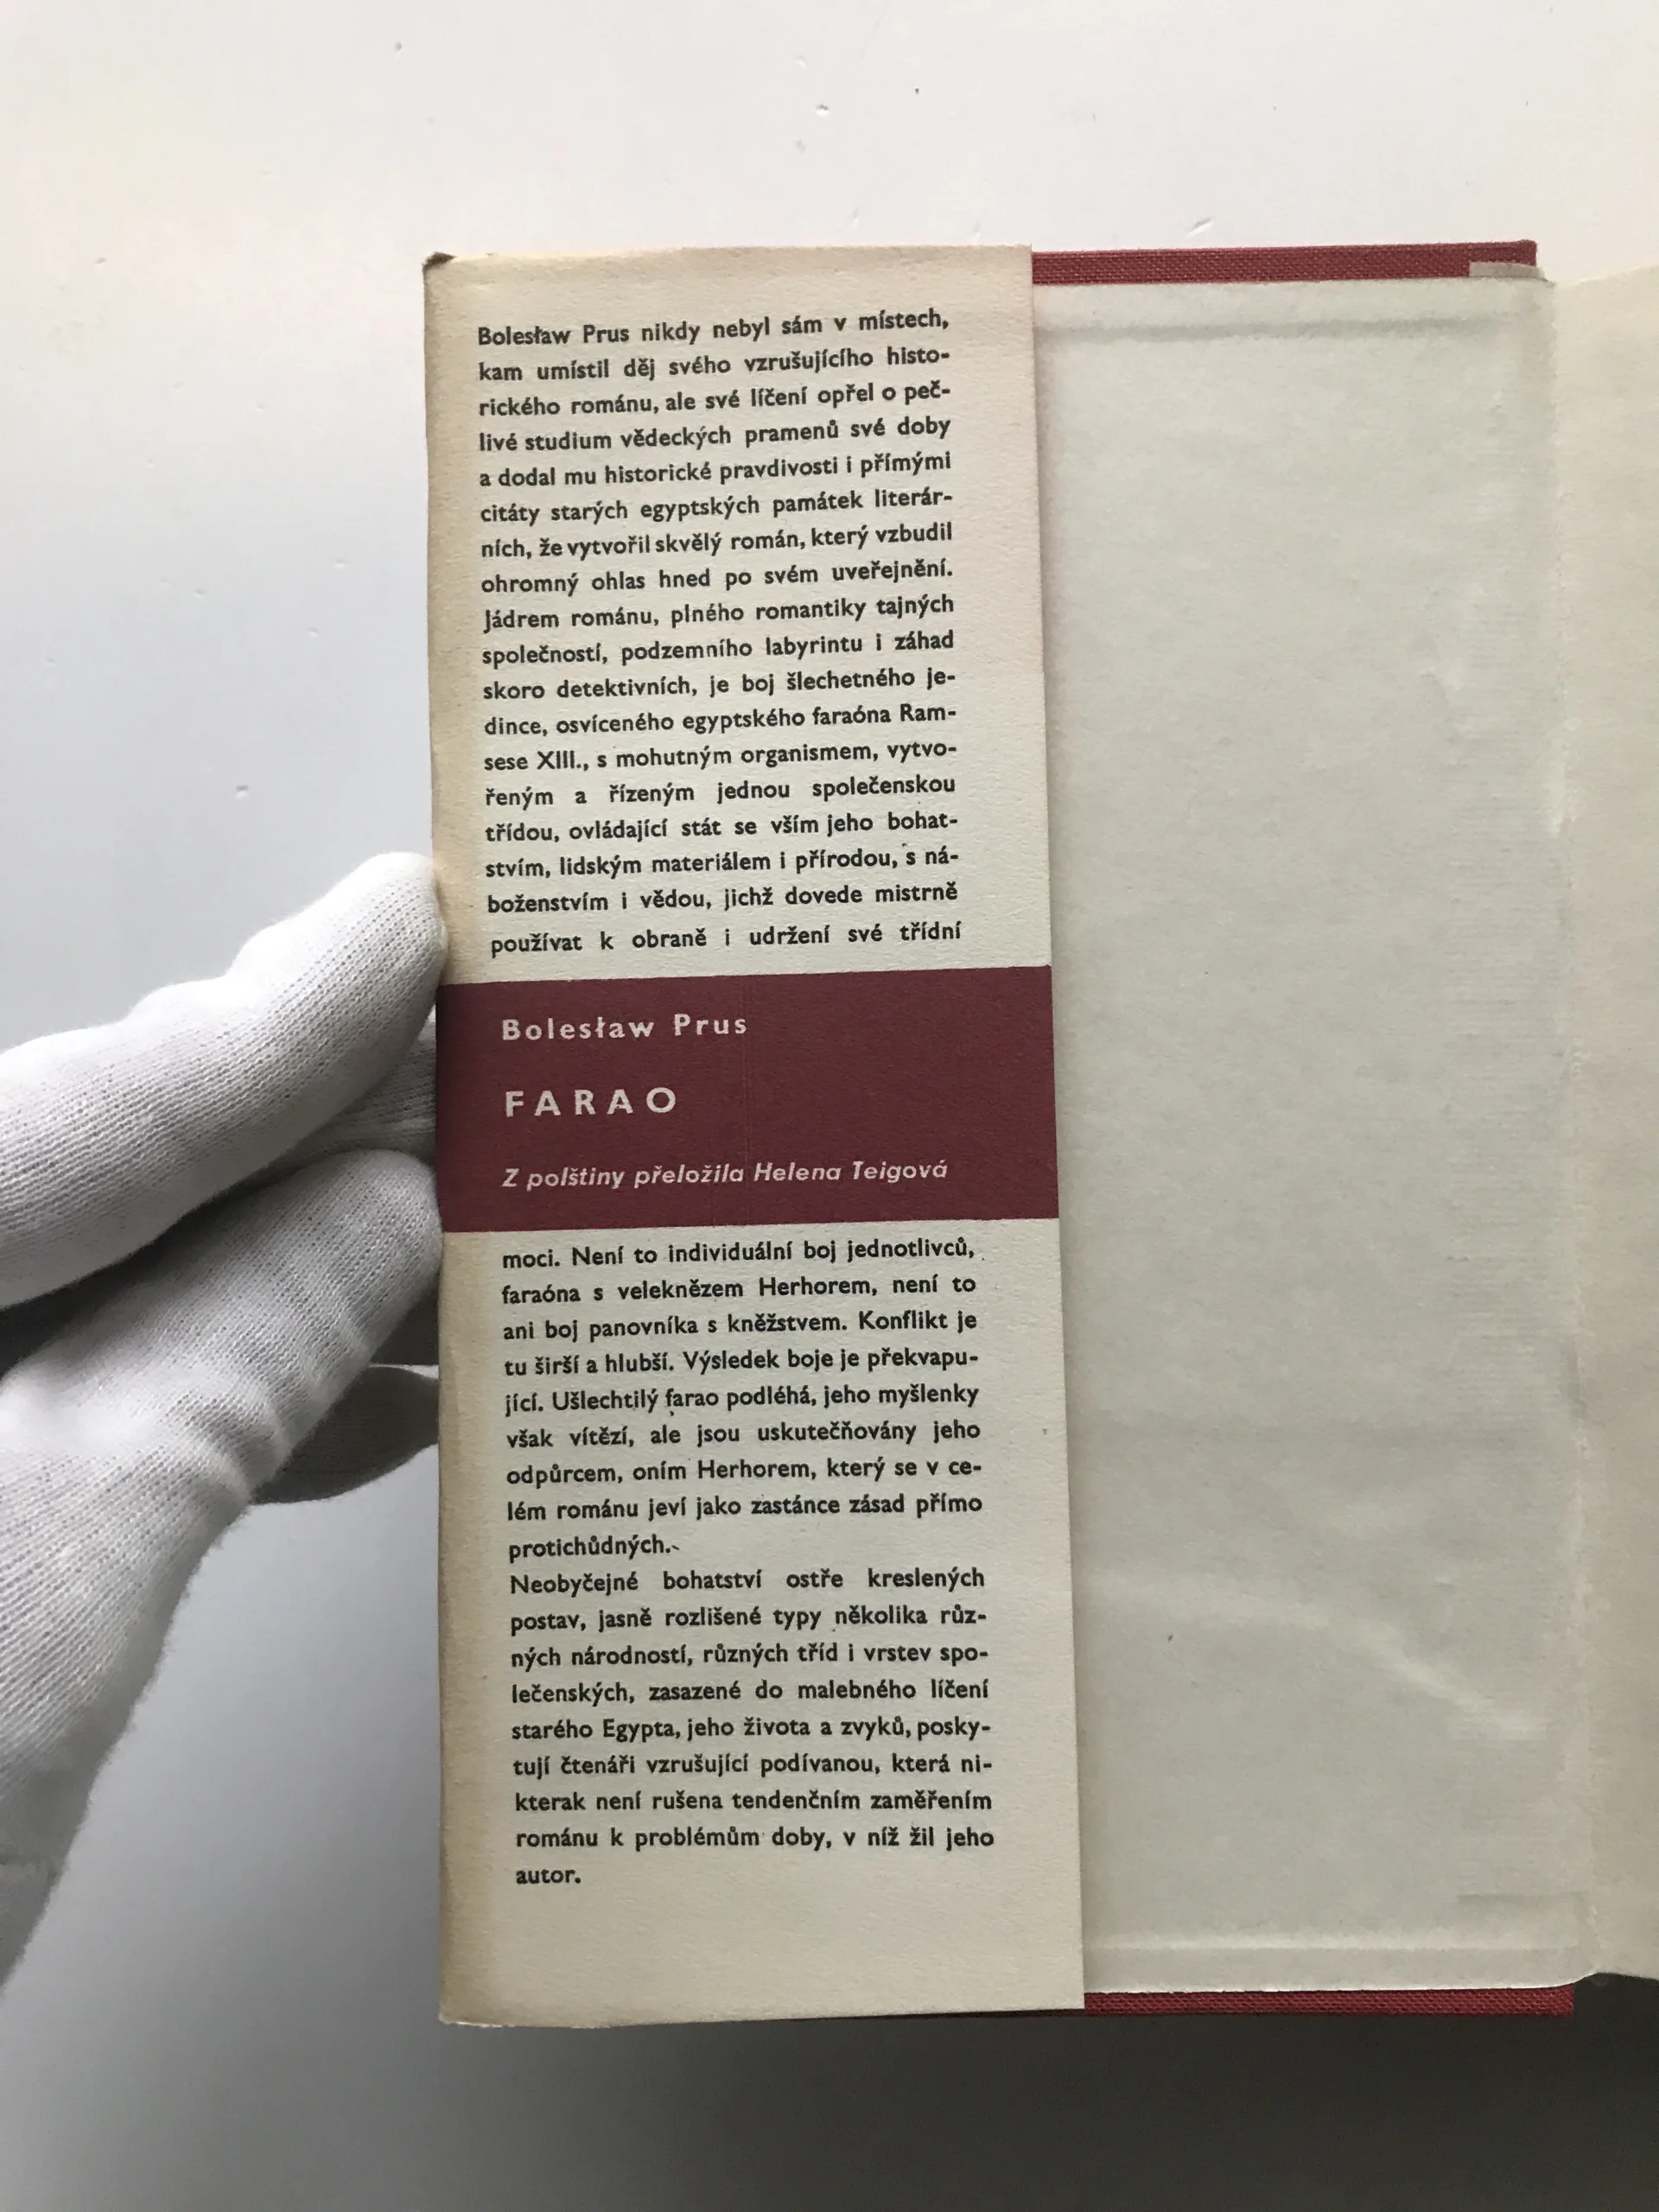 Bolesław Prus nikdy nebyl sám v místech,
kam umístil děj svého vzrušujícího histo-
rického románu, ale své líčení opřel o peč-
livé studium vědeckých pramenů své doby
a dodal mu historické pravdivosti i přímými
citáty starých egyptských památek literár-
ních, že vytvořil skvělý román, který vzbudil
ohromný ohlas hned po svém uveřejnění.
Jádrem románu, plného romantiky tajných
společností, podzemního labyrintu i záhad
skoro detektivních, je boj šlechetného je-
dince, osvíceného egyptského faraóna Ram-
sese XIII., s mohutným organismem, vytvo-
řeným a řízeným jednou společenskou
třídou, ovládající stát se vším jeho bohat-
stvím, lidským materiálem i přírodou, s ná-
boženstvím i vědou, jichž dovede mistrně
používat k obraně i udržení své třídní
Bolesław Prus
FARAO
Z polštiny přeložila Helena Teigová
moci. Není to individuální boj jednotlivců,
faraóna s veleknězem Herhorem, není to
ani boj panovníka s kněžstvem. Konflikt je
tu širší a hlubší. Výsledek boje je překvapu-
jící. Ušlechtilý farao podléhá, jeho myšlenky
však vítězí, ale jsou uskutečňovány jeho
odpůrcem, oním Herhorem, který se v ce-
lém románu jeví jako zastánce zásad přímo
protichůdných.
Neobyčejné bohatství ostře kreslených
postav, jasně rozlišené typy několika růz-
ných národností, různých tříd i vrstev spo-
lečenských, zasazené do malebného líčení
starého Egypta, jeho života a zvyků, posky-
tují čtenáři vzrušující podívanou, která ni-
kterak není rušena tendenčním zaměřením
románu k problémům doby, v níž žil jeho
autor.